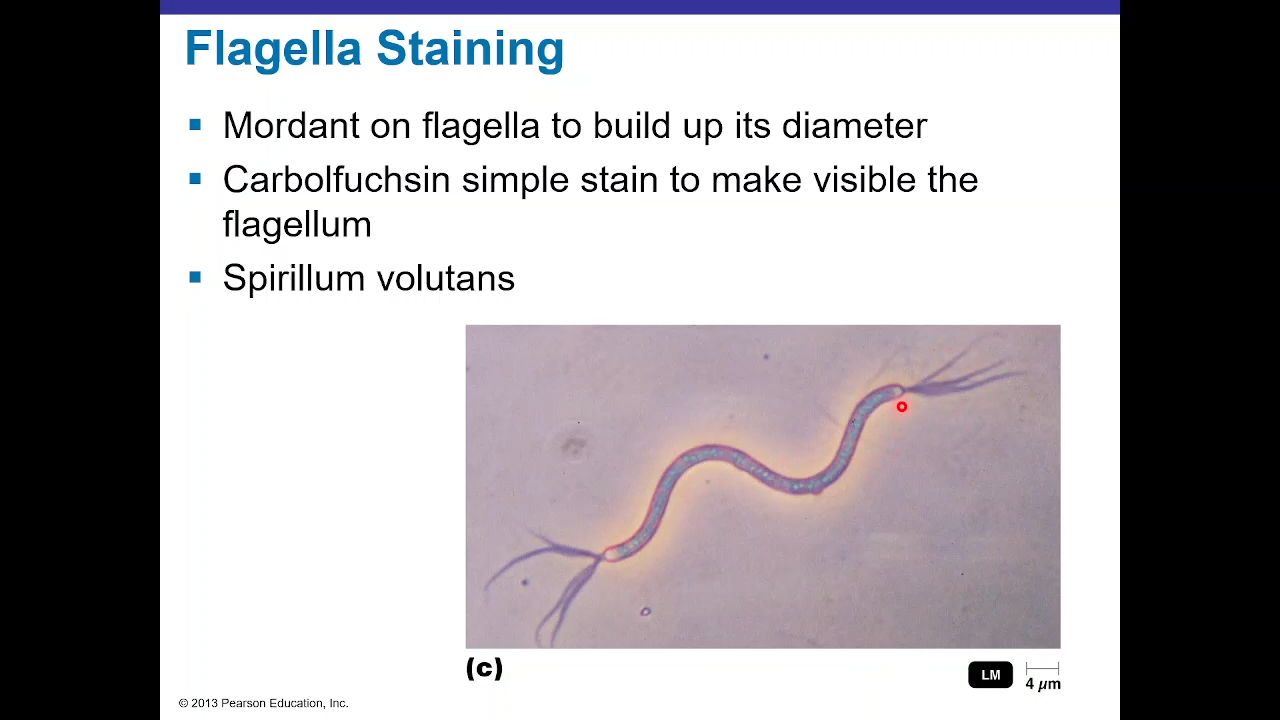 Flagella Staining
▪ Mordant on flagella to build up its diameter
▪ Carbolfuchsin simple stain to make visible the
flagellum
▪ Spirillum volutans
(c)
LM
4 μm
© 2013 Pearson Education, Inc.